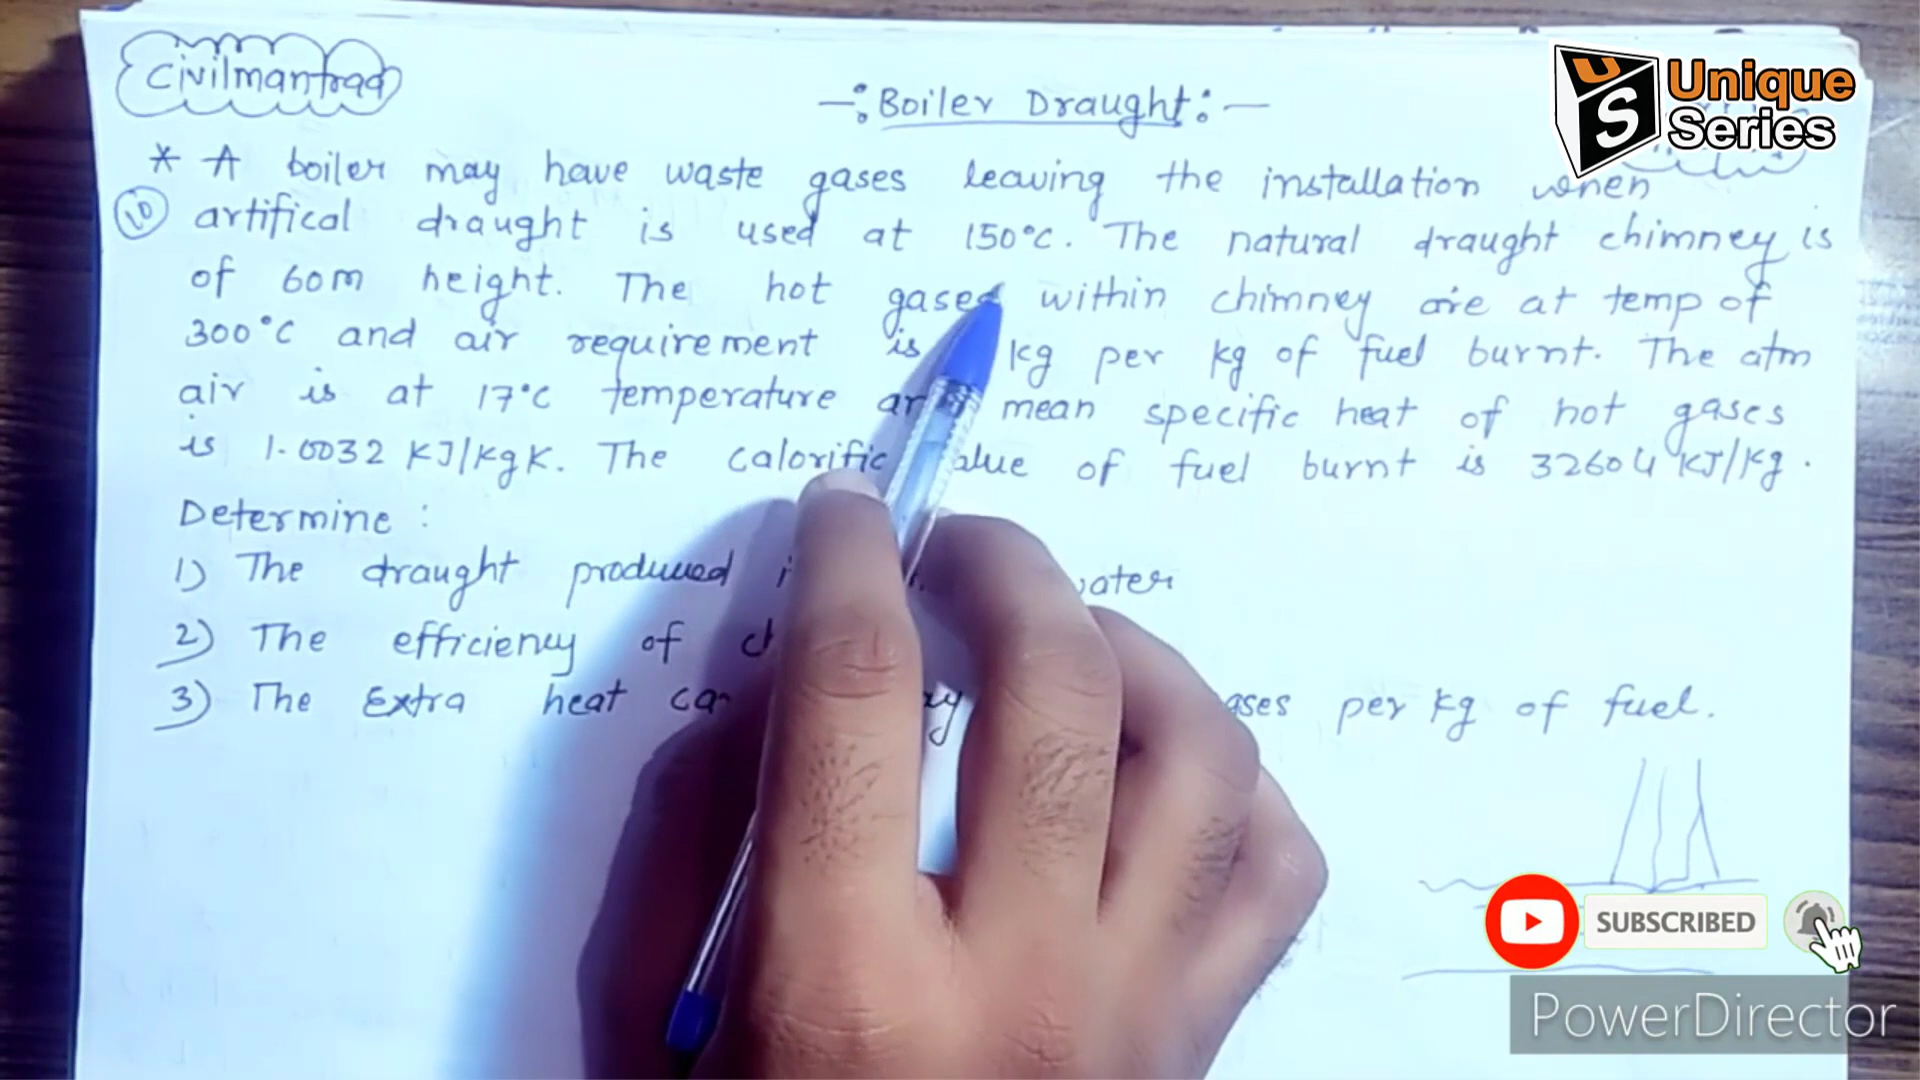 Civilmantraa
-: Boiler Draught :-
Unique
Series
* A boiler may have waste gases leaving the installation when
10 artifical draught is used at 150°C. The natural draught chimney is
of 60m height. The hot gases within chimney are at temp of
300°C and air requirement is kg per kg of fuel burnt. The atm
air is at 17°C temperature mean specific heat of hot gases
is 1.0032 KJ/KgK. The calorific of fuel burnt is 32604 KJ/Kg.
Determine :
1) The draught produced water
2) The efficiency of
3) The Extra heat per kg of fuel.
SUBSCRIBED
PowerDirector